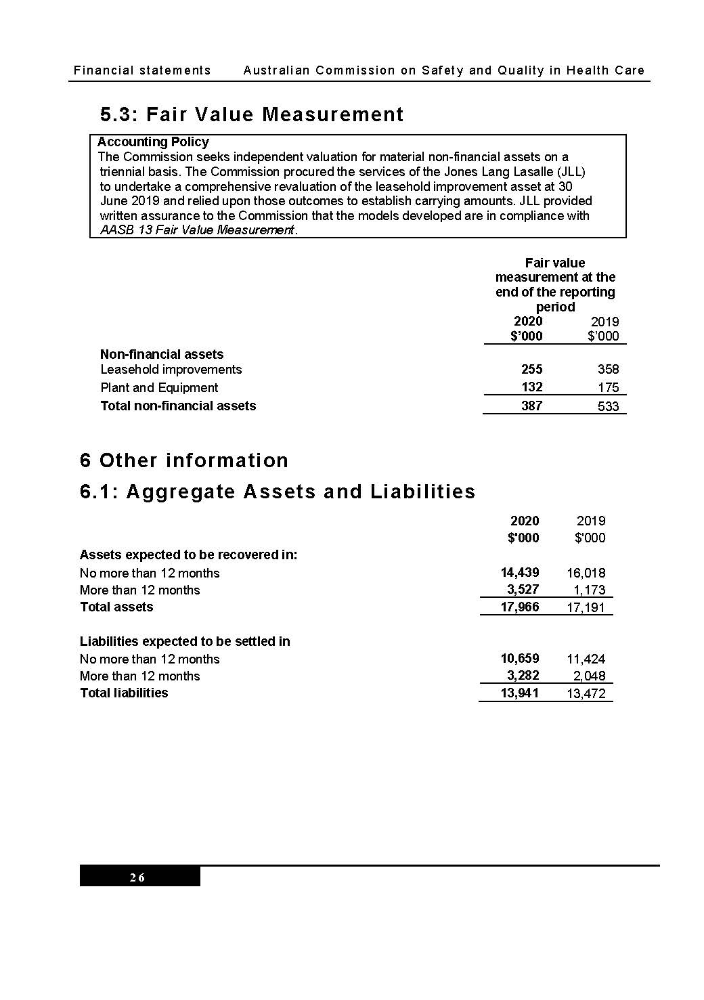 Financial statements Australian Commission on Safety and Quality in Health Care
5.3: Fair Value Measurement
Accounting Policy
The Commission seeks independent valuation for material non-financial assets on a
triennial basis. The Commission procured the services of the Jones Lang Lasalle (JLL)
to undertake a comprehensive revaluation of the leasehold improvement asset at 30
June 2019 and relied upon those outcomes to establish carrying amounts. JLL provided
written assurance to the Commission that the models developed are in compliance with
AASB 13 Fair Value Measurement.
Fair value
measurement at the
end of the reporting
period
2020 2019
$’000 $’000
Non-financial assets
Leasehold improvements 255 358
Plant and Equipment 132 175
Total non-financial assets 387 533
6 Other information
6.1: Aggregate Assets and Liabilities
2020 2019
$'000 $'000
Assets expected to be recovered in:
No more than 12 months 14,439 16,018
More than 12 months 3,527 1,173
Total assets 17,966 17,191
Liabilities expected to be settled in
No more than 12 months 10,659 11,424
More than 12 months 3,282 2,048
Total liabilities 13,941 13,472
26